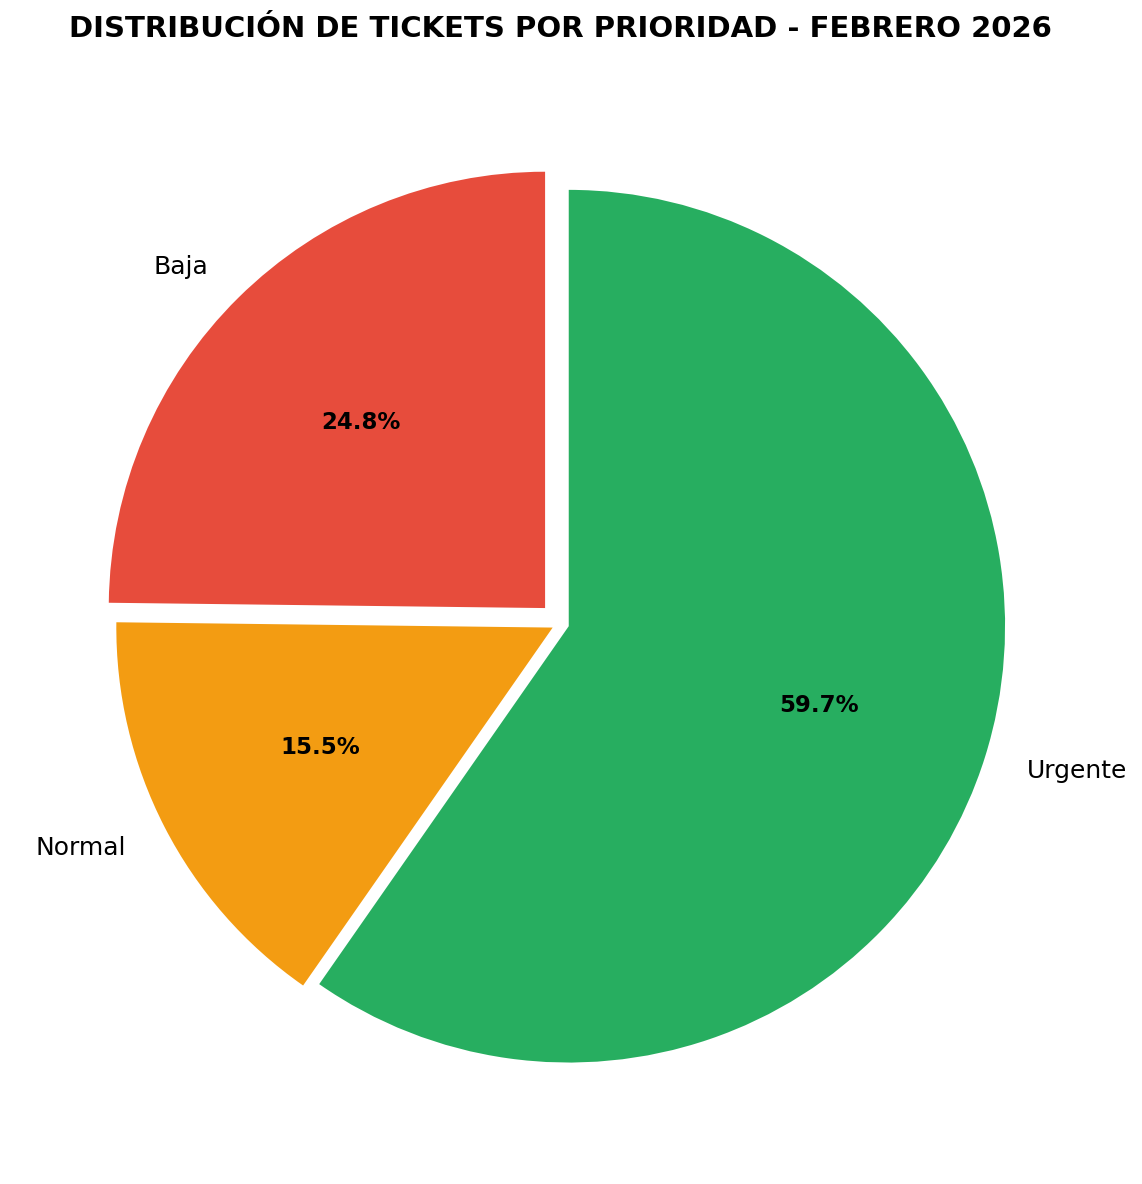 DISTRIBUCIÓN DE TICKETS POR PRIORIDAD - FEBRERO 2026
Baja
24.8%
59.7%
15.5%
Urgente
Normal